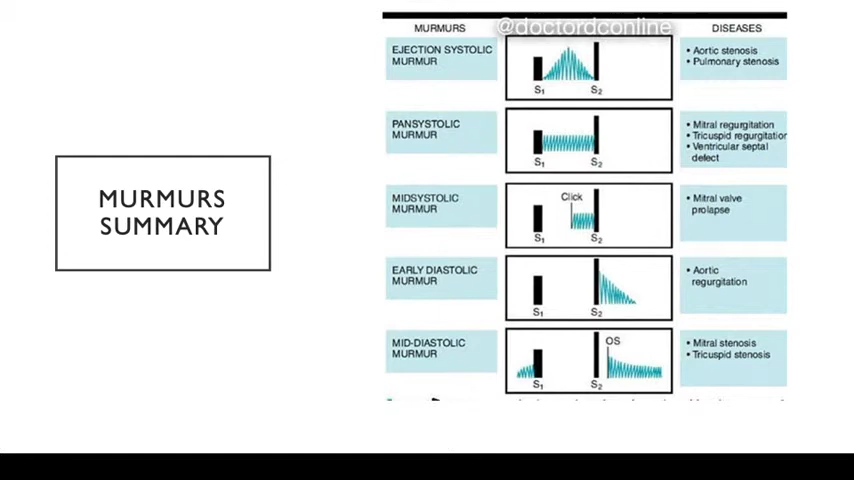 MURMURS
SUMMARY
@doctordconline
MURMURS
DISEASES
EJECTION SYSTOLIC
MURMUR
S1
S2
• Aortic stenosis
• Pulmonary stenosis
PANSYSTOLIC
MURMUR
S1
S2
• Mitral regurgitation
• Tricuspid regurgitation
• Ventricular septal
defect
MIDSYSTOLIC
MURMUR
Click
S1
S2
• Mitral valve
prolapse
EARLY DIASTOLIC
MURMUR
S1
S2
• Aortic
regurgitation
MID-DIASTOLIC
MURMUR
OS
S1
S2
• Mitral stenosis
• Tricuspid stenosis